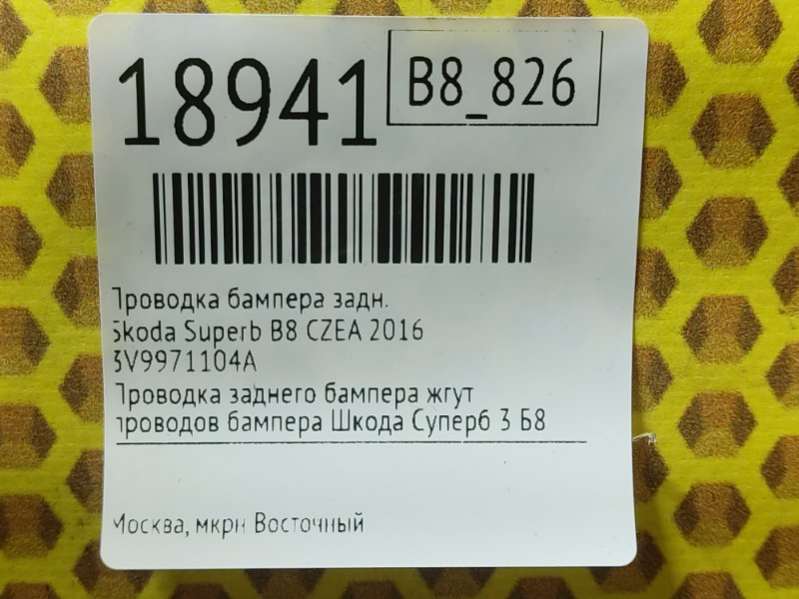 18941
B8_826
Проводка бампера задн.
Skoda Superb B8 CZEA 2016
3V9971104A
Проводка заднего бампера жгут
проводов бампера Шкода Суперб 3 Б8
Москва, мкрн Восточный